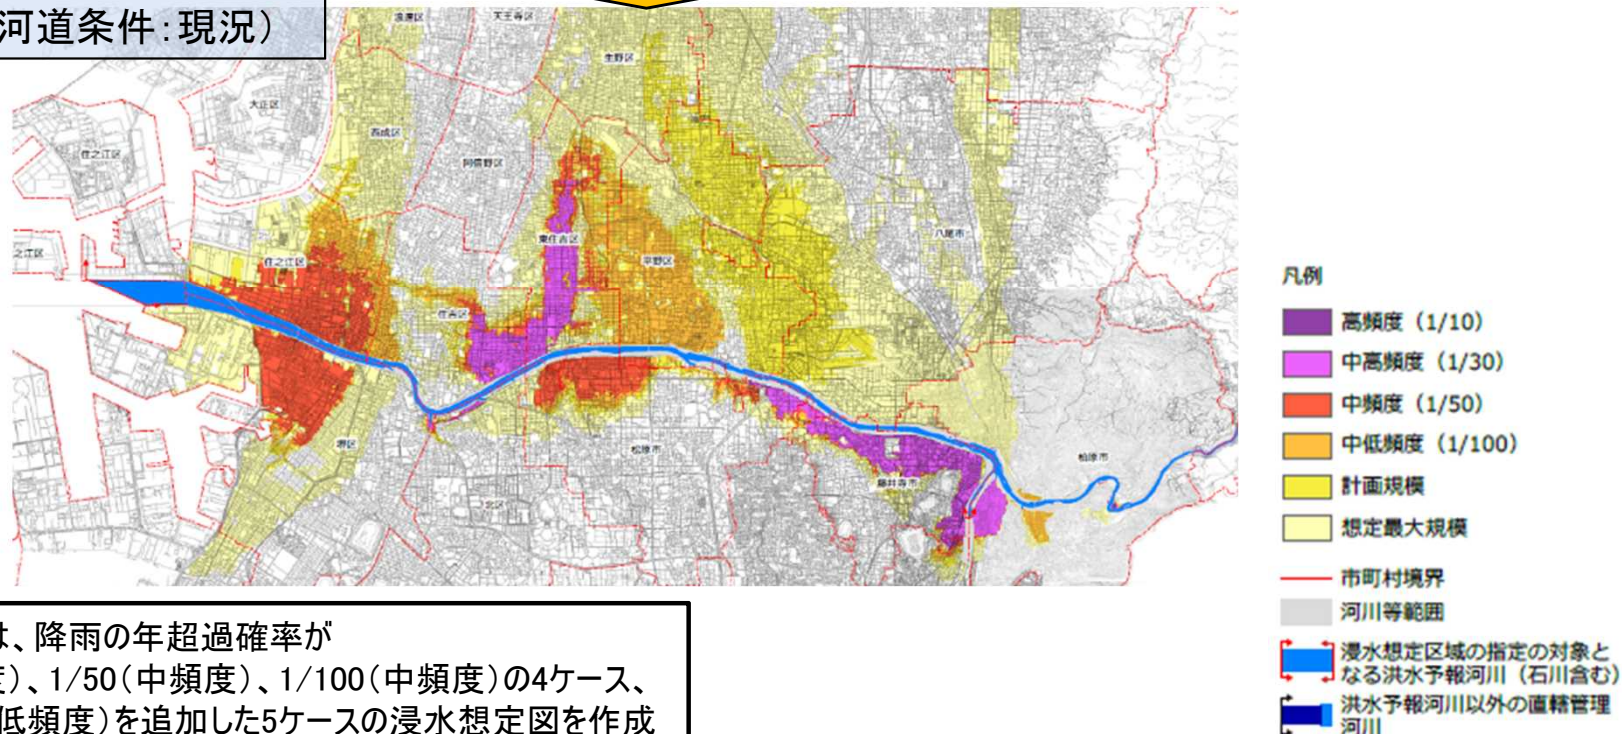 河道条件:現況)
浪速区
天王寺区
生野区
大正区
西成区
住之江区
阿倍野区
東住吉区
八尾市
之江区
住之江区
平野区
住吉区
堺区
松原市
柏原市
藤井寺市
北区
凡例
高頻度(1/10)
中高頻度(1/30)
中頻度(1/50)
中低頻度(1/100)
計画規模
想定最大規模
市町村境界
河川等範囲
浸水想定区域の指定の対象と
なる洪水予報河川(石川含む)
洪水予報河川以外の直轄管理
河川
は、降雨の年超過確率が
度)、1/50(中頻度)、1/100(中頻度)の4ケース、
低頻度)を追加した5ケースの浸水想定図を作成